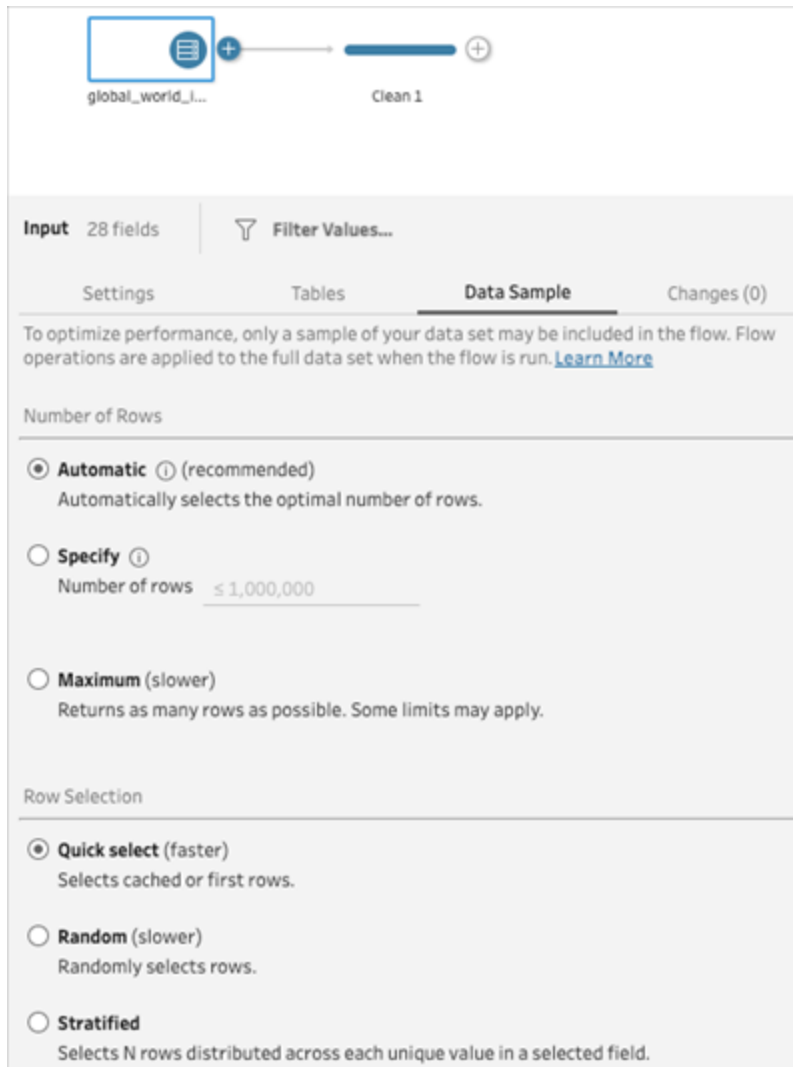 global_world_i...
Clean 1
Input 28 fields Filter Values...
Settings Tables Data Sample Changes (0)
To optimize performance, only a sample of your data set may be included in the flow. Flow
operations are applied to the full data set when the flow is run. Learn More
Number of Rows
Automatic (recommended)
Automatically selects the optimal number of rows.
Specify
Number of rows ≤ 1,000,000
Maximum (slower)
Returns as many rows as possible. Some limits may apply.
Row Selection
Quick select (faster)
Selects cached or first rows.
Random (slower)
Randomly selects rows.
Stratified
Selects N rows distributed across each unique value in a selected field.